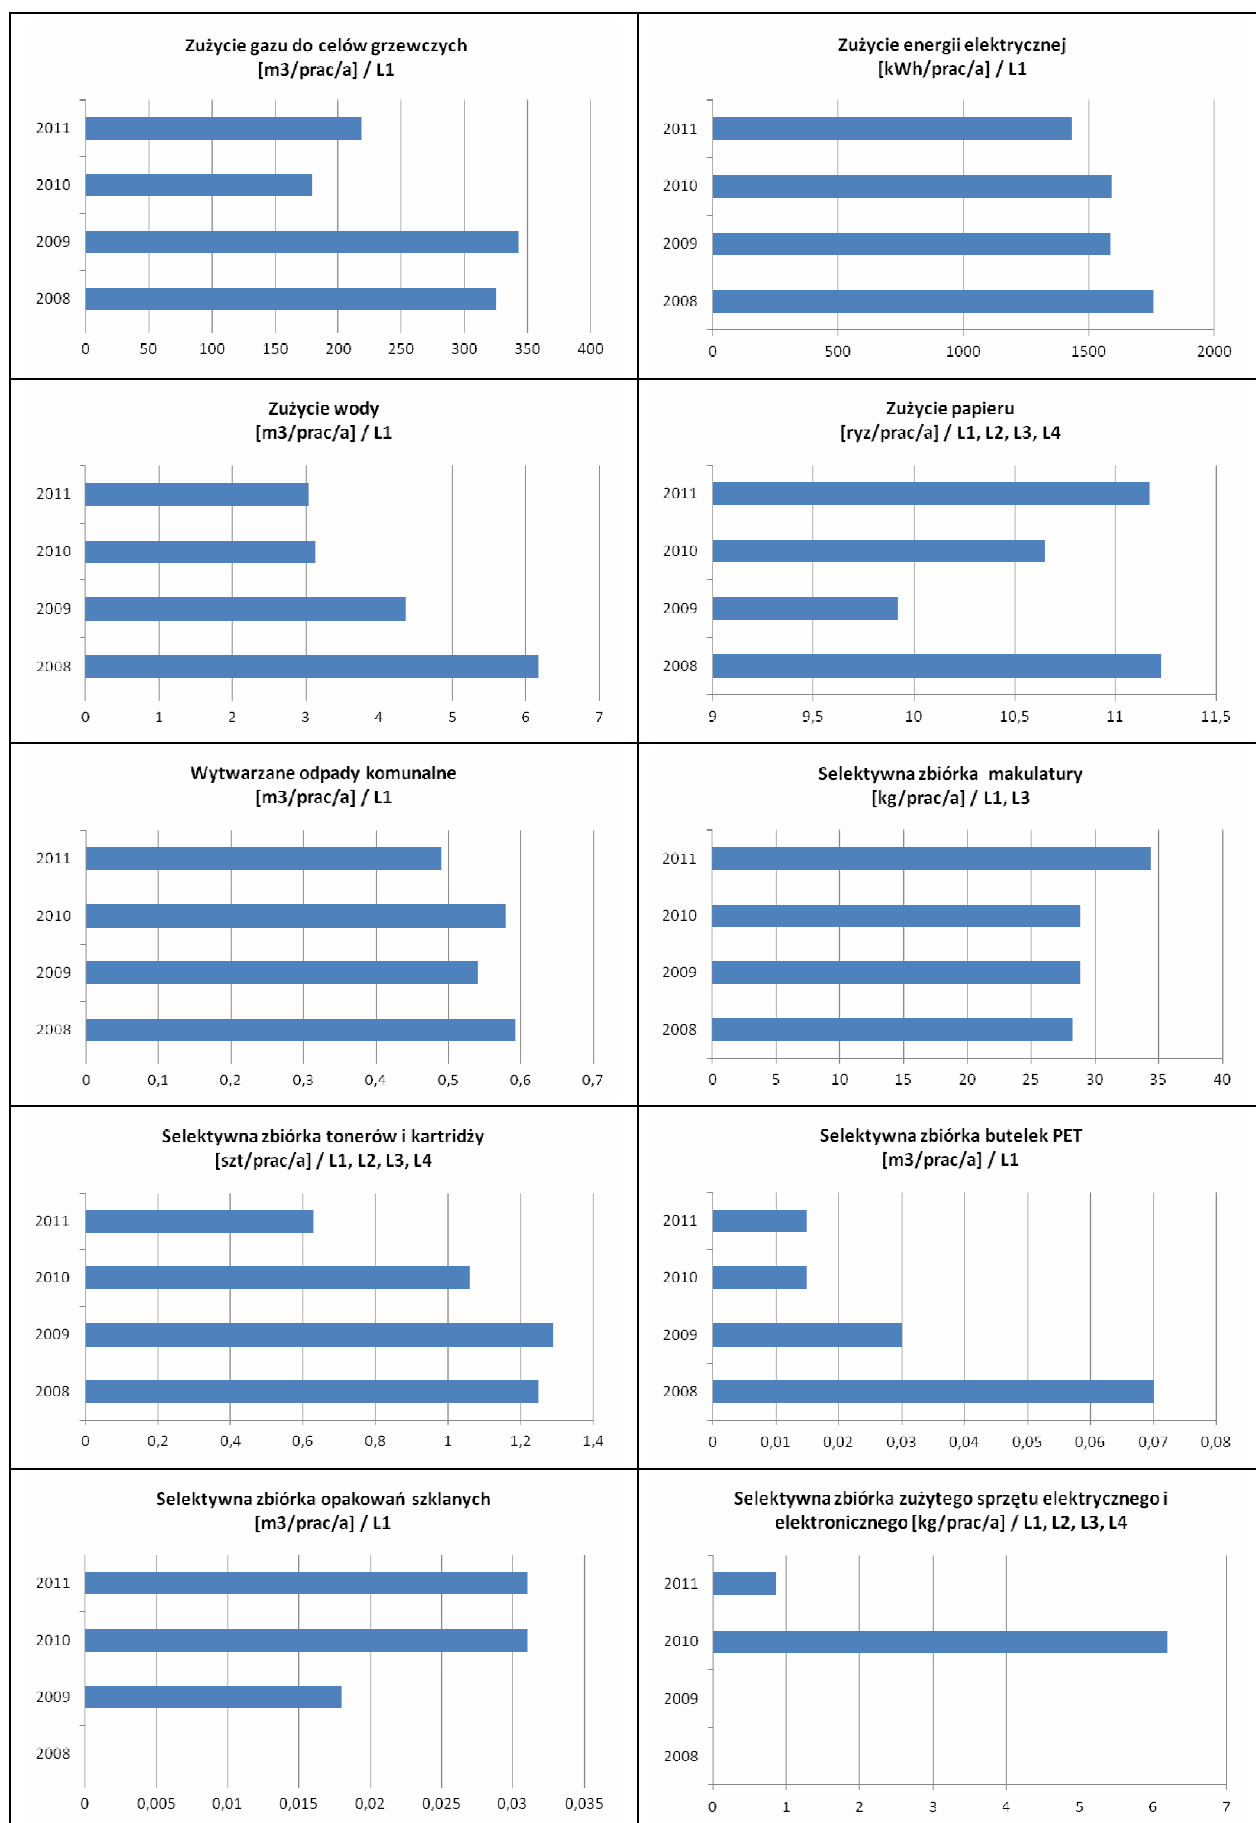 Zużycie gazu do celów grzewczych
[m3/prac/a] / L1
2011
2010
2009
2008
0 50 100 150 200 250 300 350 400
Zużycie energii elektrycznej
[kWh/prac/a] / L1
2011
2010
2009
2008
0 500 1000 1500 2000
Zużycie wody
[m3/prac/a] / L1
2011
2010
2009
2008
0 1 2 3 4 5 6 7
Zużycie papieru
[ryz/prac/a] / L1, L2, L3, L4
2011
2010
2009
2008
9 9,5 10 10,5 11 11,5
Wytwarzane odpady komunalne
[m3/prac/a] / L1
2011
2010
2009
2008
0 0,1 0,2 0,3 0,4 0,5 0,6 0,7
Selektywna zbiórka makulatury
[kg/prac/a] / L1, L3
2011
2010
2009
2008
0 5 10 15 20 25 30 35 40
Selektywna zbiórka tonerów i kartridży
[szt/prac/a] / L1, L2, L3, L4
2011
2010
2009
2008
0 0,2 0,4 0,6 0,8 1 1,2 1,4
Selektywna zbiórka butelek PET
[m3/prac/a] / L1
2011
2010
2009
2008
0 0,01 0,02 0,03 0,04 0,05 0,06 0,07 0,08
Selektywna zbiórka opakowań szklanych
[m3/prac/a] / L1
2011
2010
2009
2008
0 0,005 0,01 0,015 0,02 0,025 0,03 0,035
Selektywna zbiórka zużytego sprzętu elektrycznego i
elektronicznego [kg/prac/a] / L1, L2, L3, L4
2011
2010
2009
2008
0 1 2 3 4 5 6 7